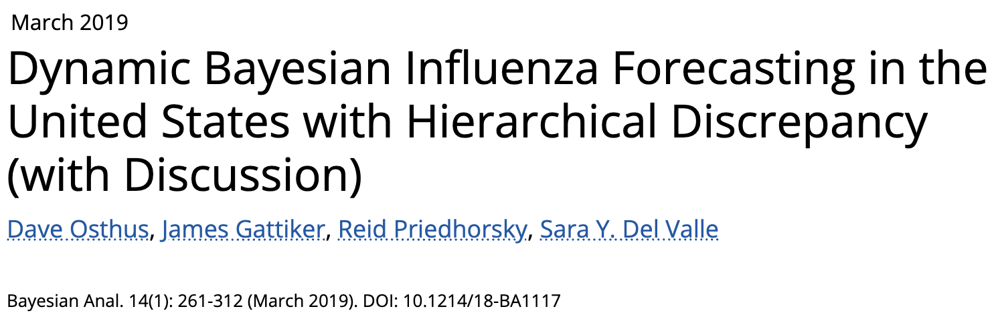 March 2019
Dynamic Bayesian Influenza Forecasting in the
United States with Hierarchical Discrepancy
(with Discussion)
Dave Osthus, James Gattiker, Reid Priedhorsky, Sara Y. Del Valle
Bayesian Anal. 14(1): 261-312 (March 2019). DOI: 10.1214/18-BA1117